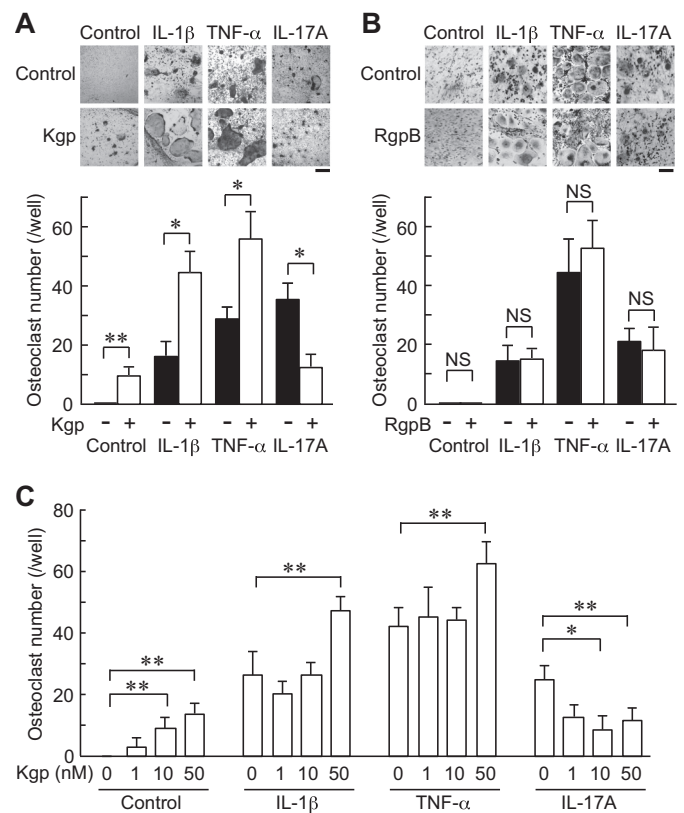 A
Control IL-1β TNF-α IL-17A
Control
Kgp
Osteoclast number (/well)
60
40
20
0
** * * *
Kgp - + - + - + - +
Control IL-1β TNF-α IL-17A
B
Control IL-1β TNF-α IL-17A
Control
RgpB
Osteoclast number (/well)
60
40
20
0
NS NS NS NS
RgpB - + - + - + - +
Control IL-1β TNF-α IL-17A
C
Osteoclast number (/well)
80
60
40
20
0
** ** ** ** ** *
Kgp (nM) 0 1 10 50 0 1 10 50 0 1 10 50 0 1 10 50
Control IL-1β TNF-α IL-17A